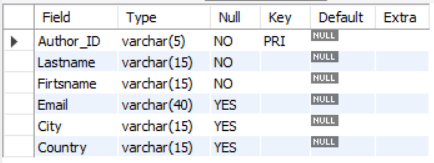 Field Type Null Key Default Extra
Author_ID varchar(5) NO PRI NULL
Lastname varchar(15) NO NULL
Firtsname varchar(15) NO NULL
Email varchar(40) YES NULL
City varchar(15) YES NULL
Country varchar(15) YES NULL